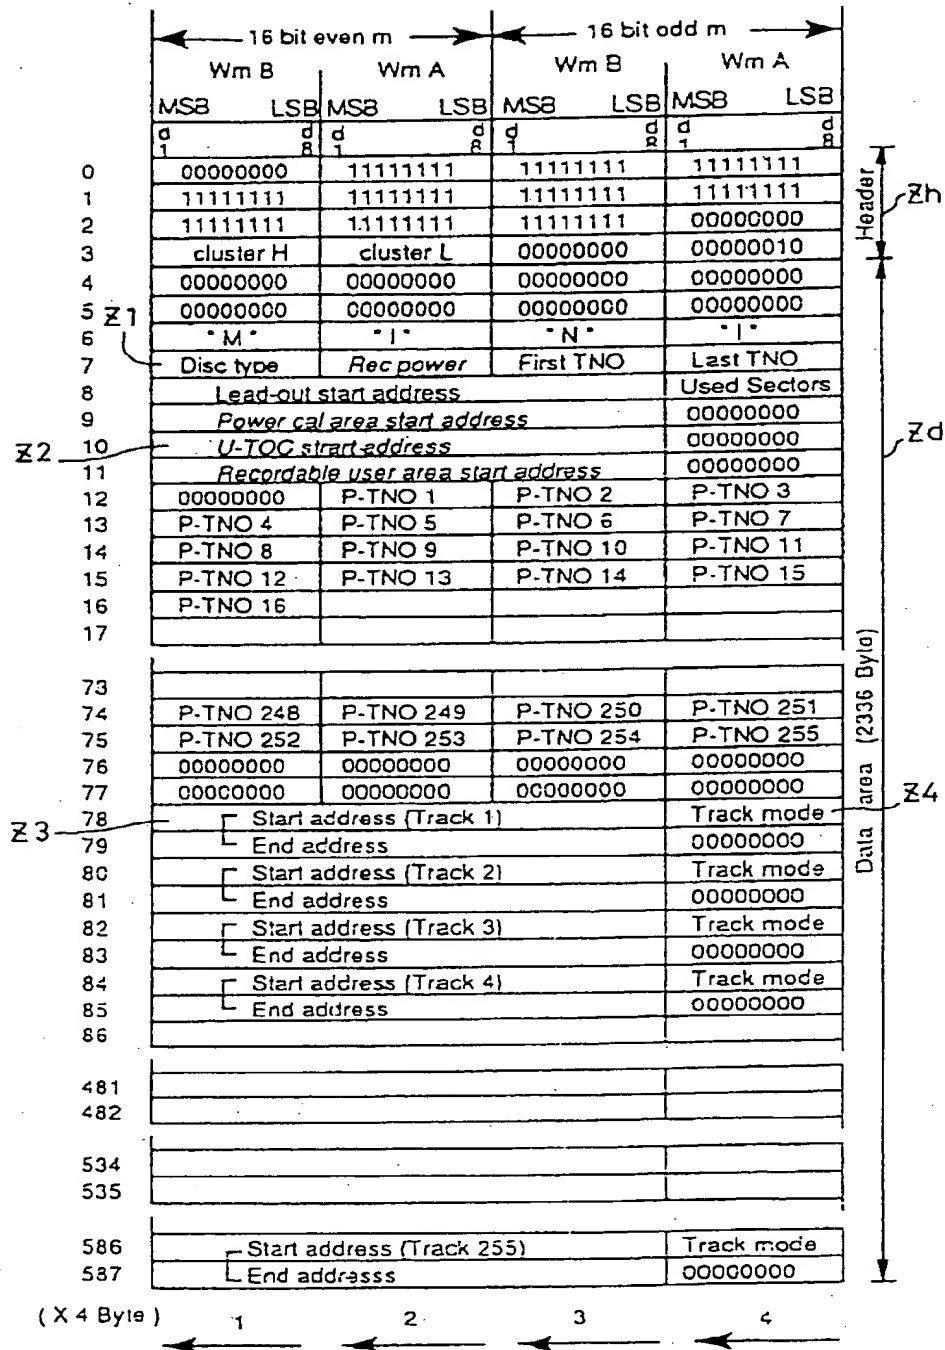 16 bit even m 16 bit odd m
Wm B Wm A Wm B Wm A
MSB LSB MSB LSB MSB LSB MSB LSB
d1 d8 d1 d8 d1 d8 d1 d8
0 00000000 11111111 11111111 11111111
1 11111111 11111111 11111111 11111111
2 11111111 11111111 11111111 00000000
3 cluster H cluster L 00000000 00000010
4 00000000 00000000 00000000 00000000
5 00000000 00000000 00000000 00000000
6 "M" "I" "N" "I"
7 Disc type Rec power First TNO Last TNO
8 Lead-out start address Used Sectors
9 Power cal area start address 00000000
10 U-TOC strart address 00000000
11 Recordable user area start address 00000000
12 00000000 P-TNO 1 P-TNO 2 P-TNO 3
13 P-TNO 4 P-TNO 5 P-TNO 6 P-TNO 7
14 P-TNO 8 P-TNO 9 P-TNO 10 P-TNO 11
15 P-TNO 12 P-TNO 13 P-TNO 14 P-TNO 15
16 P-TNO 16
17
73
74 P-TNO 248 P-TNO 249 P-TNO 250 P-TNO 251
75 P-TNO 252 P-TNO 253 P-TNO 254 P-TNO 255
76 00000000 00000000 00000000 00000000
77 00000000 00000000 00000000 00000000
78 Start address (Track 1) Track mode
79 End address 00000000
80 Start address (Track 2) Track mode
81 End address 00000000
82 Start address (Track 3) Track mode
83 End address 00000000
84 Start address (Track 4) Track mode
85 End address 00000000
86
481
482
534
535
586 Start address (Track 255) Track mode
587 End addresss 00000000
(X 4 Byte) 1 2 3 4
Header
Zh
Data area (2336 Byte)
Zd
Z1
Z2
Z3
Z4